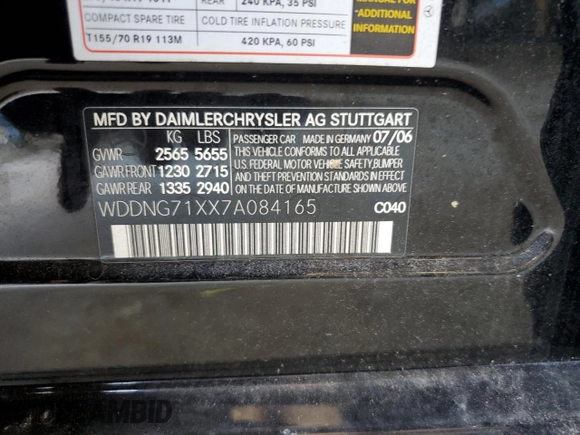 REAR 240 KPA, 35 PSI
MANUAL FOR
ADDITIONAL
INFORMATION
COMPACT SPARE TIRE COLD TIRE INFLATION PRESSURE
T155/70 R19 113M 420 KPA, 60 PSI
MFD BY DAIMLERCHRYSLER AG STUTTGART
KG LBS PASSENGER CAR MADE IN GERMANY 07/06
GVWR 2565 5655 THIS VEHICLE CONFORMS TO ALL APPLICABLE
GAWR FRONT 1230 2715 U.S. FEDERAL MOTOR VEHICLE SAFETY, BUMPER
AND THEFT PREVENTION STANDARDS IN EFFECT
GAWR REAR 1335 2940 ON THE DATE OF MANUFACTURE SHOWN ABOVE
WDDNG71XX7A084165 C040